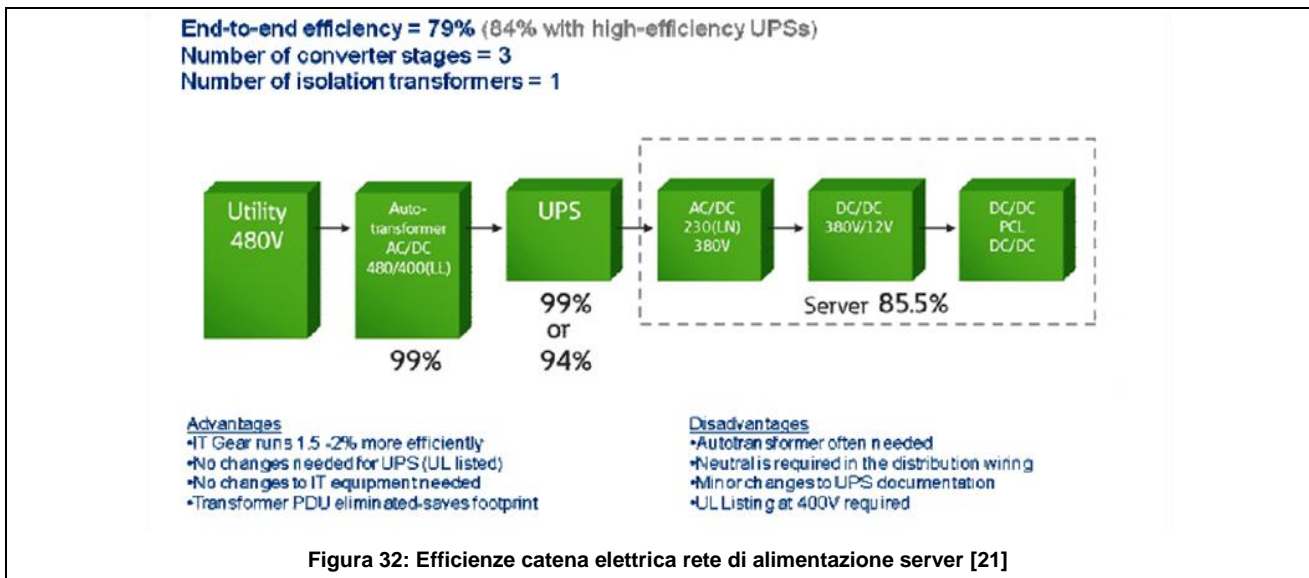 End-to-end efficiency = 79% (84% with high-efficiency UPSs)
Number of converter stages = 3
Number of isolation transformers = 1
Utility
480V
Auto-
transformer
AC/DC
480/400(LL)
99%
UPS
99%
or
94%
AC/DC
230(LN)
380V
DC/DC
380V/12V
DC/DC
PCL
DC/DC
Server 85.5%
Advantages
•IT Gear runs 1.5 -2% more efficiently
•No changes needed for UPS (UL listed)
•No changes to IT equipment needed
•Transformer PDU eliminated-saves footprint
Disadvantages
•Autotransformer often needed
•Neutral is required in the distribution wiring
•Minor changes to UPS documentation
•UL Listing at 400V required
Figura 32: Efficienze catena elettrica rete di alimentazione server [21]